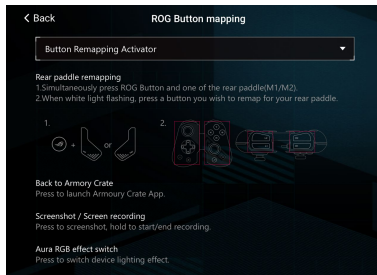 Back
ROG Button mapping
Button Remapping Activator
Rear paddle remapping
1.Simultaneously press ROG Button and one of the rear paddle(M1/M2).
2.When white light flashing, press a button you wish to remap for your rear paddle.
1.
2.
+
or
Back to Armory Crate
Press to launch Armoury Crate App.
Screenshot / Screen recording
Press to screenshot, hold to start/end recording.
Aura RGB effect switch
Press to switch device lighting effect.